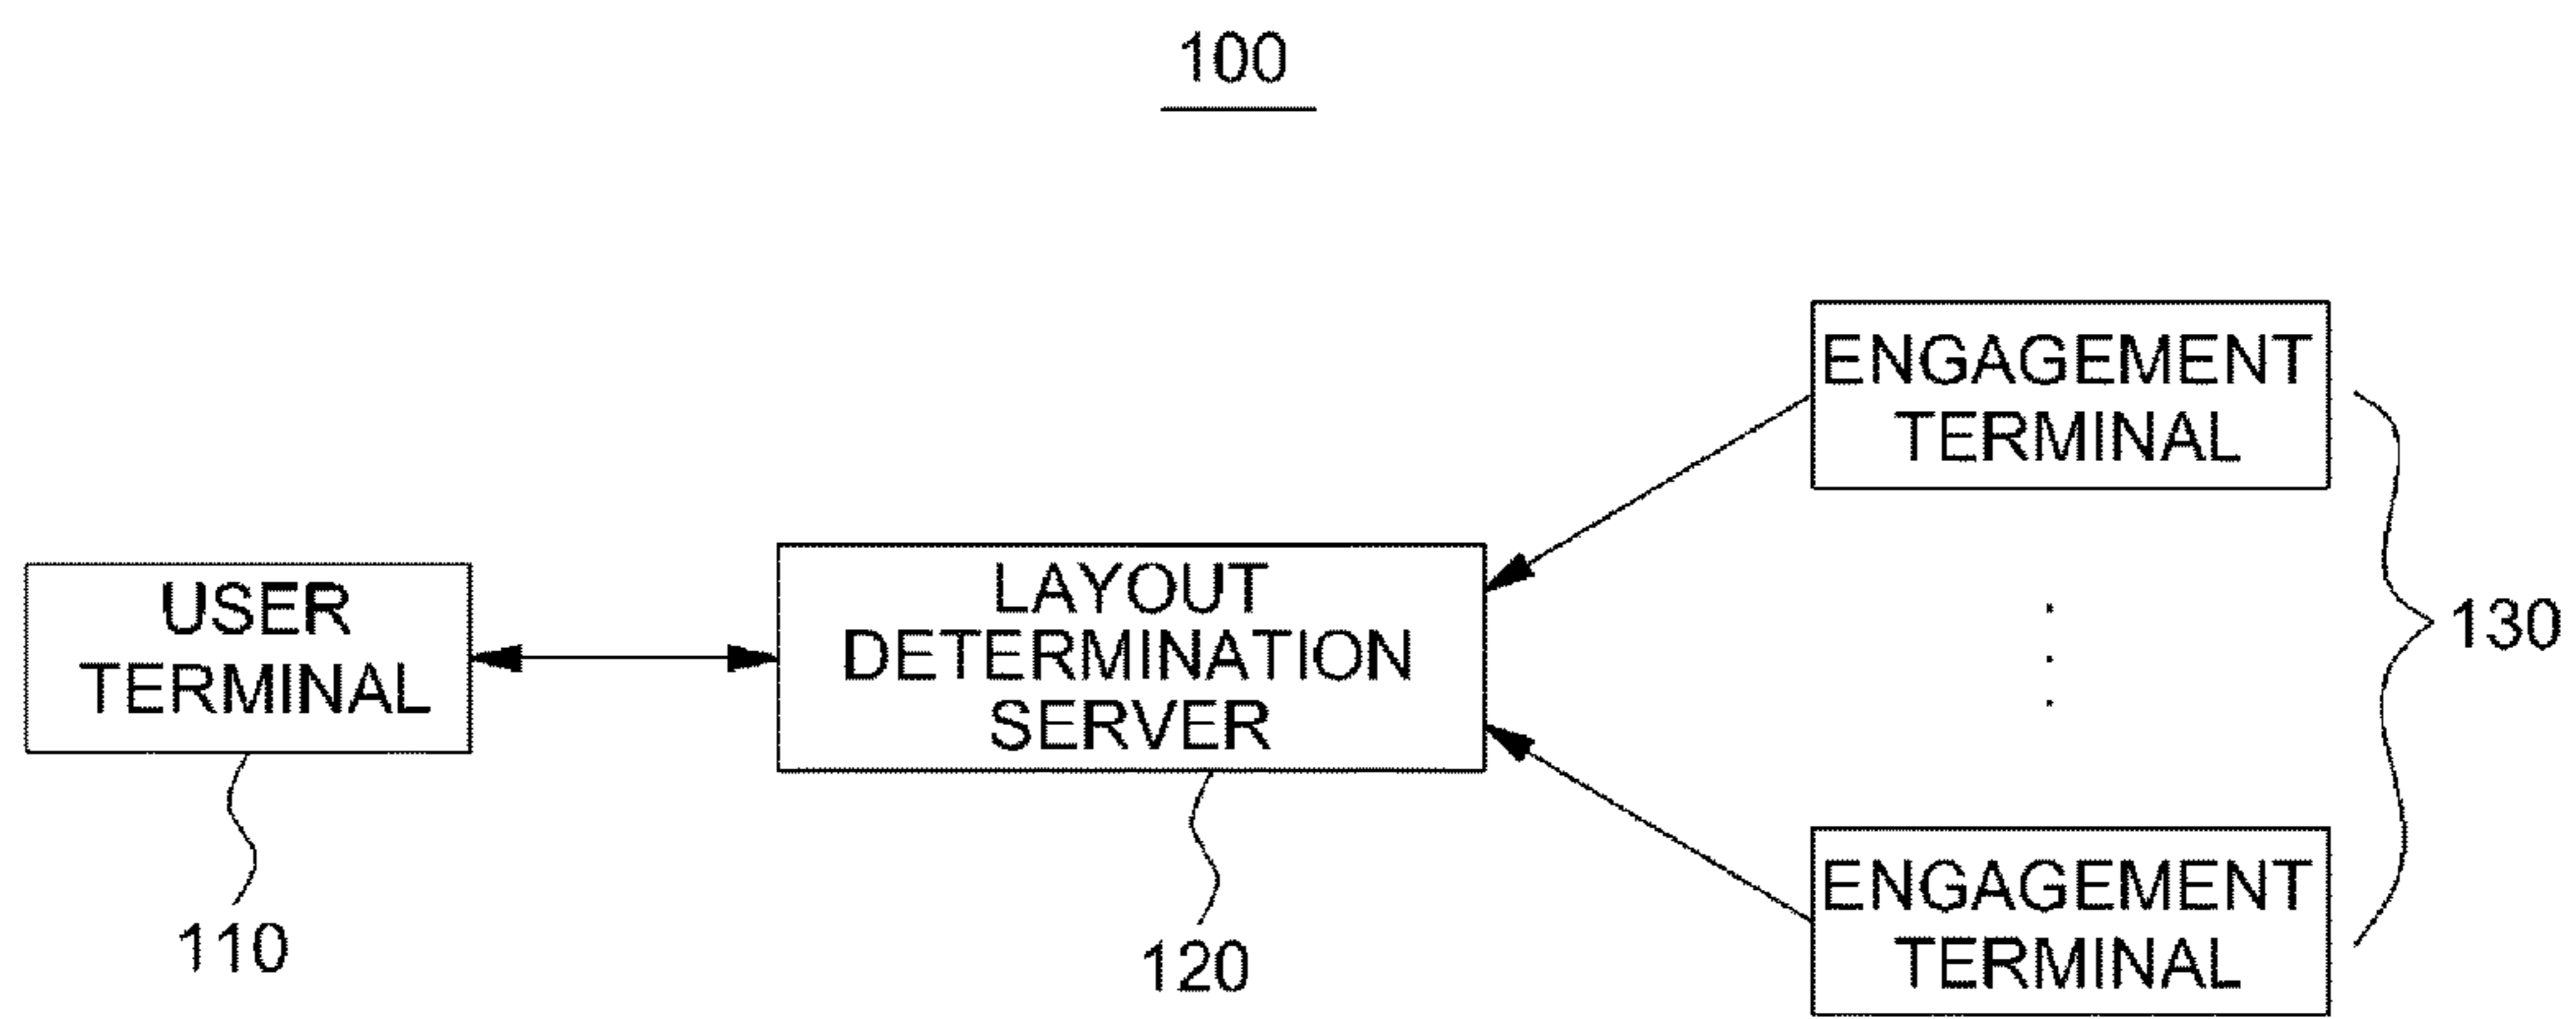 100
ENGAGEMENT
TERMINAL
USER
TERMINAL
LAYOUT
DETERMINATION
SERVER
130
ENGAGEMENT
TERMINAL
110
120